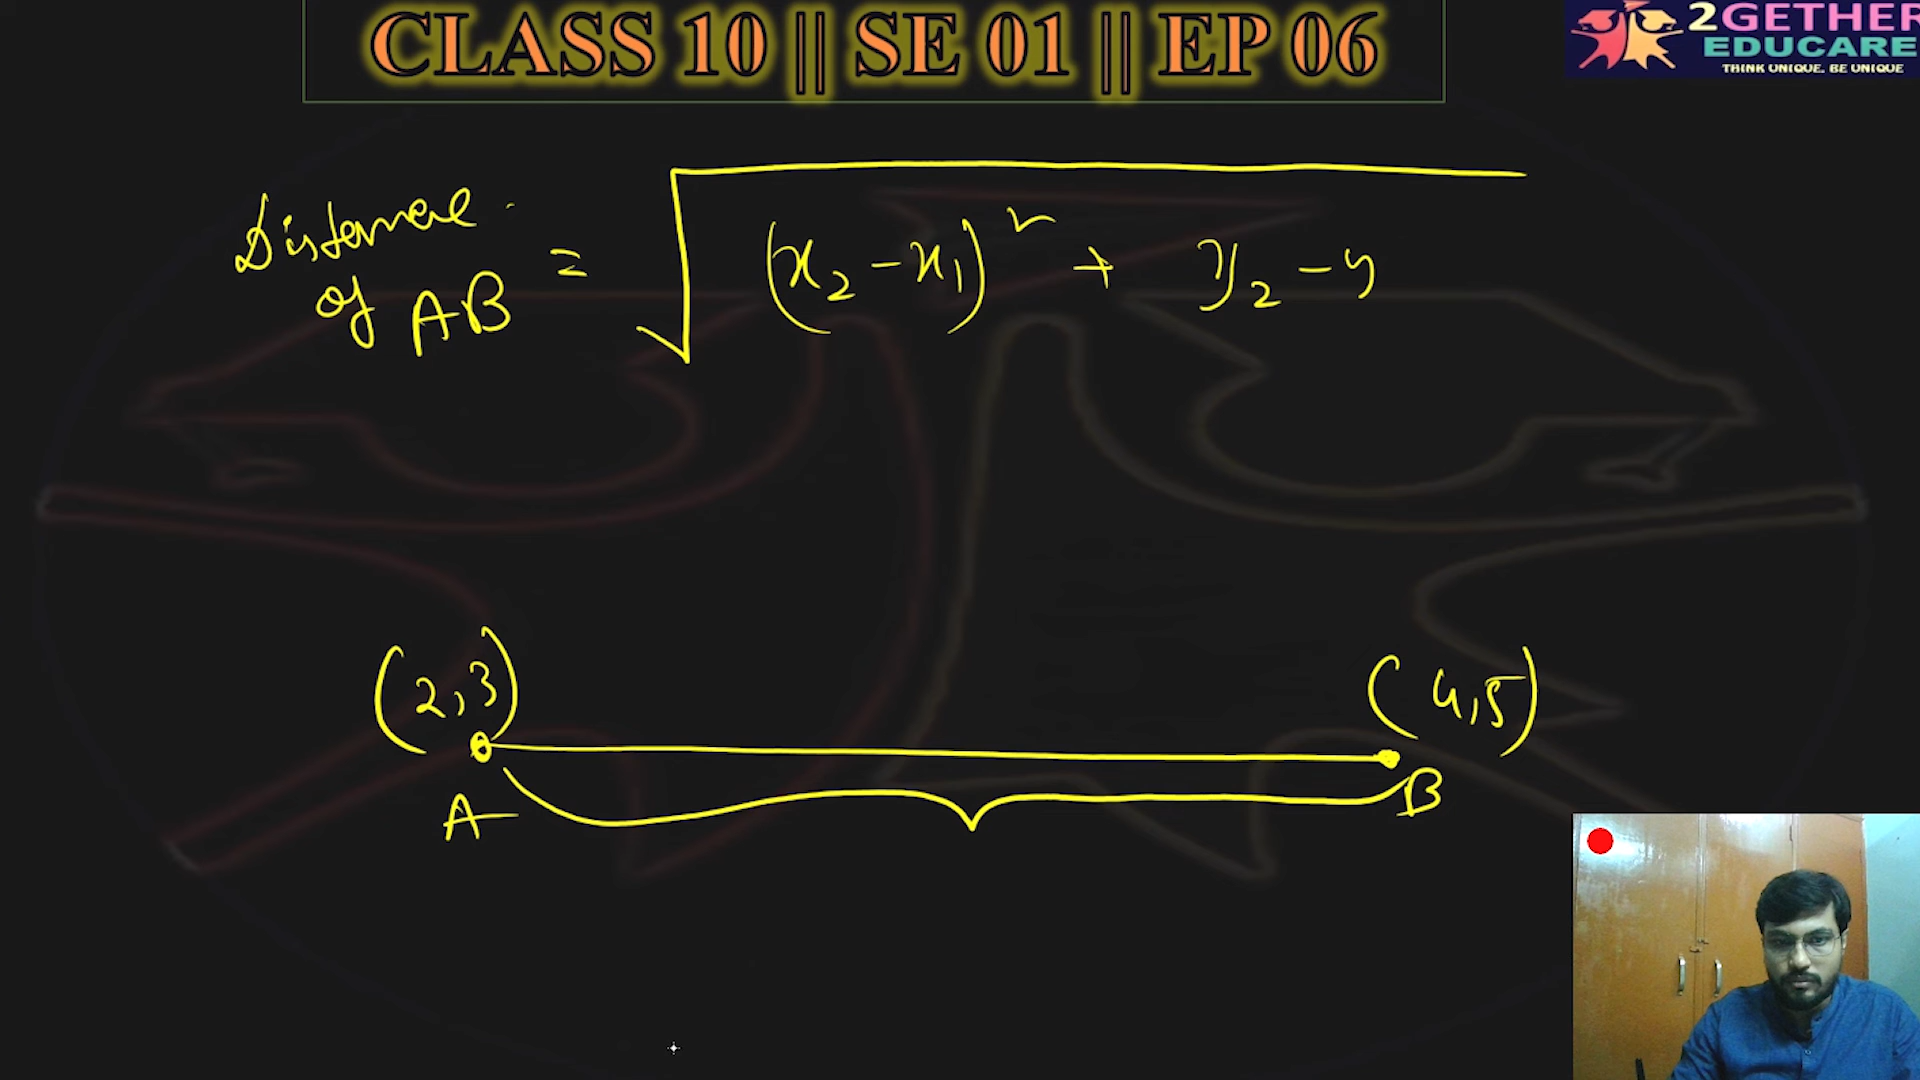 CLASS 10 || SE 01 || EP 06
2GETHER
EDUCARE
THINK UNIQUE. BE UNIQUE
Distance
of AB = √ (x₂ - x₁)² + y₂ - y
(2,3)
(4,5)
A
B